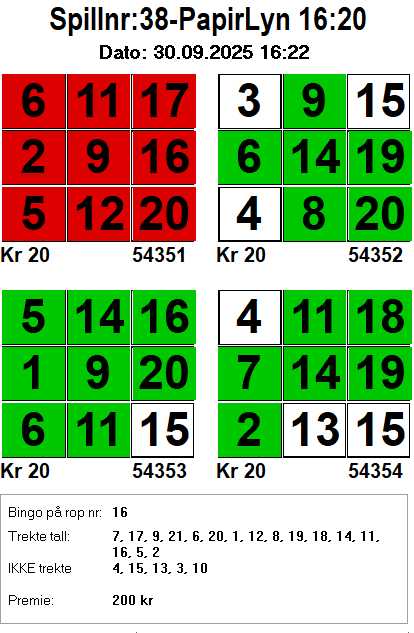 Spillnr:38-PapirLyn 16:20
Dato: 30.09.2025 16:22
6 11 17 3 9 15
2 9 16 6 14 19
5 12 20 4 8 20
Kr 20 54351 Kr 20 54352
5 14 16 4 11 18
1 9 20 7 14 19
6 11 15 2 13 15
Kr 20 54353 Kr 20 54354
Bingo på rop nr: 16
Trekte tall: 7, 17, 9, 21, 6, 20, 1, 12, 8, 19, 18, 14, 11,
16, 5, 2
IKKE trekte 4, 15, 13, 3, 10
Premie: 200 kr